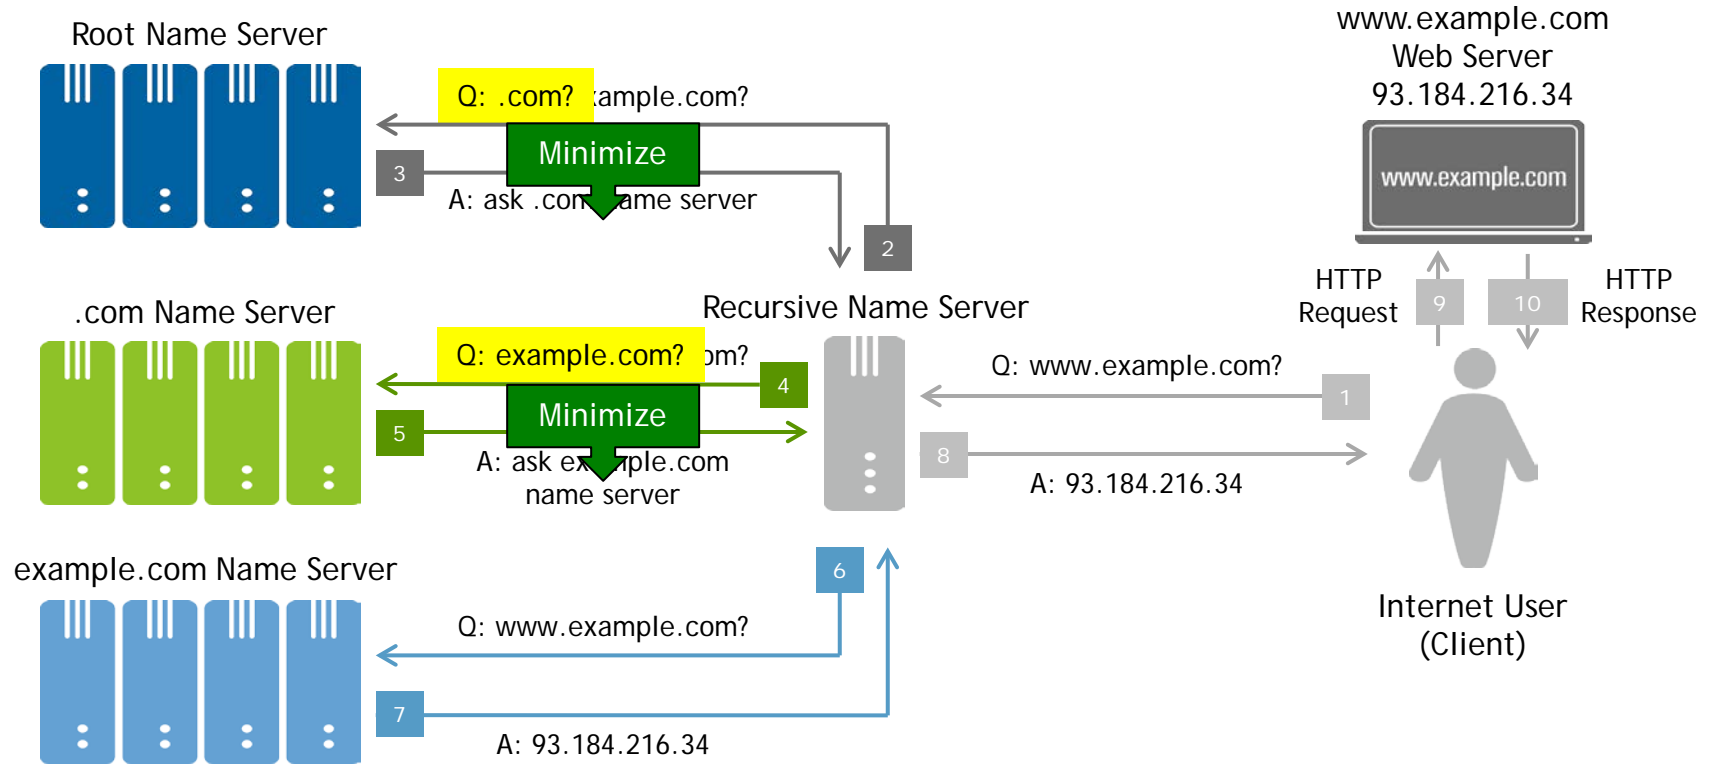 Root Name Server
Q: .com?
ample.com?
Minimize
3
A: ask .com name server
2
www.example.com
Web Server
93.184.216.34
www.example.com
HTTP
Request
9
10
HTTP
Response
.com Name Server
Q: example.com?
om?
4
Minimize
5
A: ask example.com
name server
Recursive Name Server
Q: www.example.com?
1
8
A: 93.184.216.34
Internet User
(Client)
example.com Name Server
6
Q: www.example.com?
7
A: 93.184.216.34